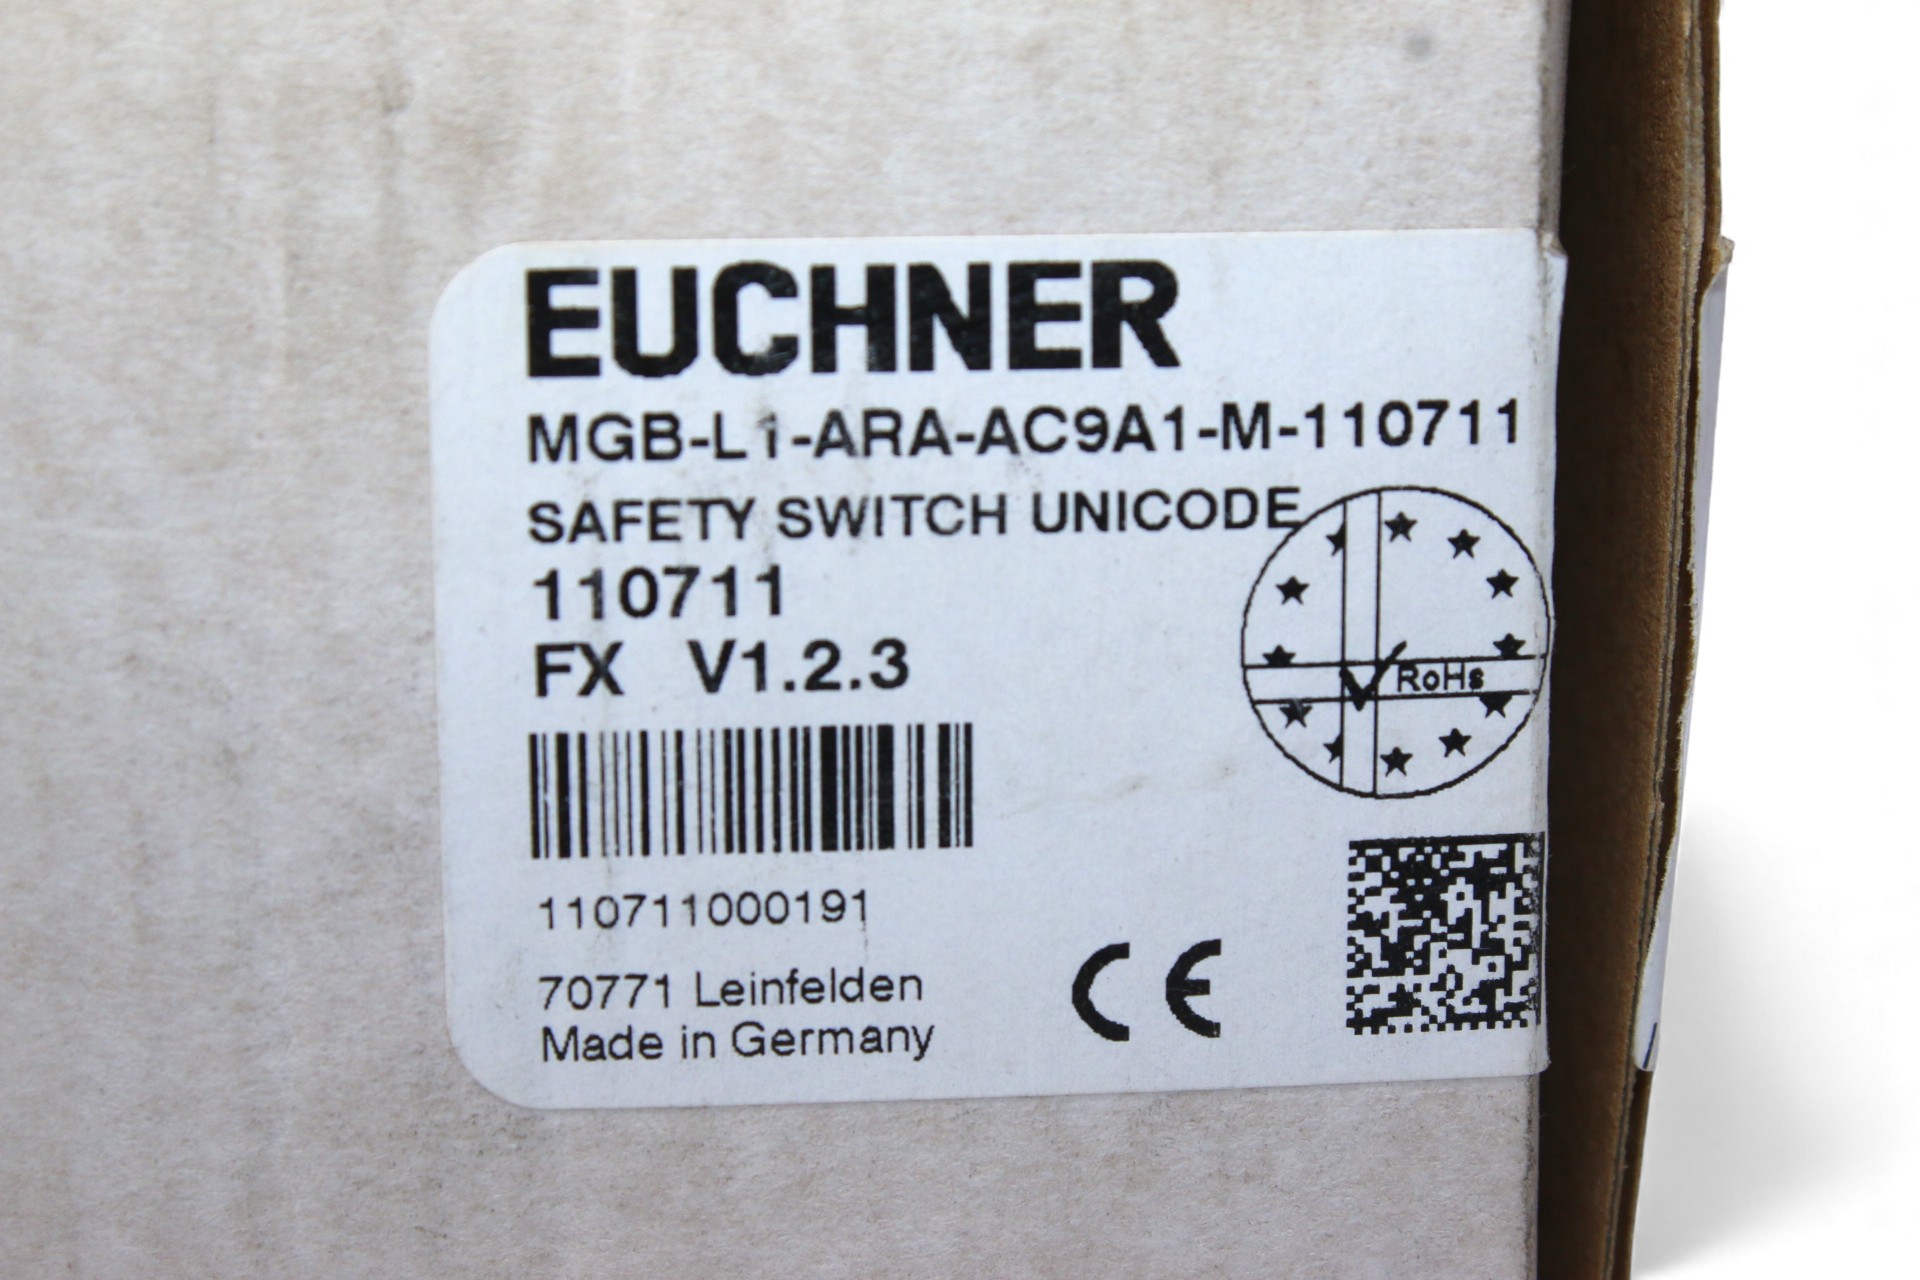 EUCHNER
MGB-L1-ARA-AC9A1-M-110711
SAFETY SWITCH UNICODE
110711
FX V1.2.3
RoHs
110711000191
70771 Leinfelden
Made in Germany
CE